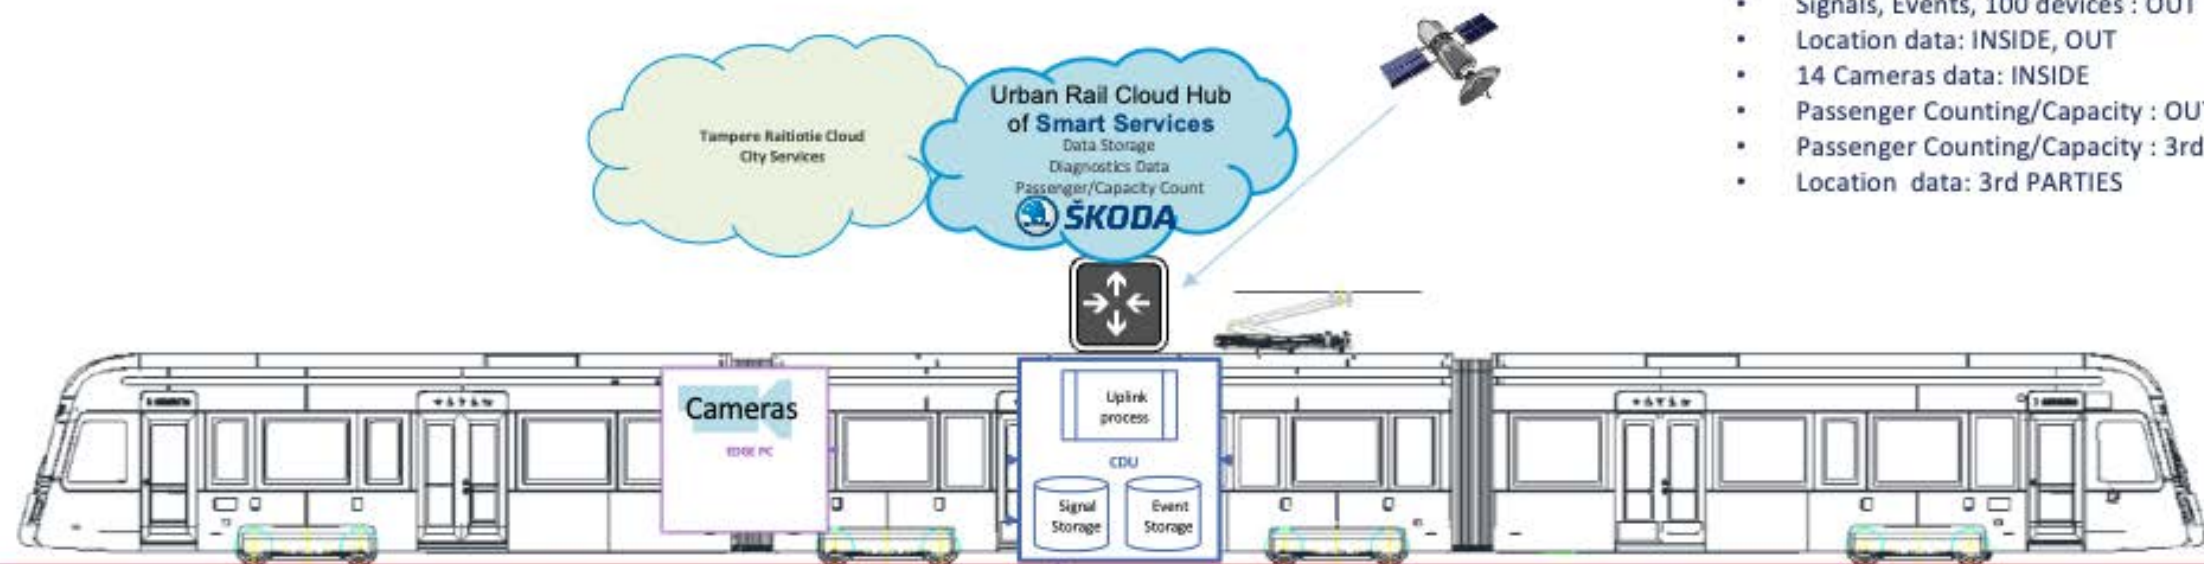 Signals, Events, 100 devices : OUT
• Location data: INSIDE, OUT
• 14 Cameras data: INSIDE
• Passenger Counting/Capacity : OU
• Passenger Counting/Capacity : 3rd
• Location data: 3rd PARTIES
Tampere Raitiotie Cloud
City Services
Urban Rail Cloud Hub
of Smart Services
Data Storage
Diagnostics Data
Passenger/Capacity Count
ŠKODA
Cameras
EDGE PC
Uplink
process
CDU
Signal
Storage
Event
Storage